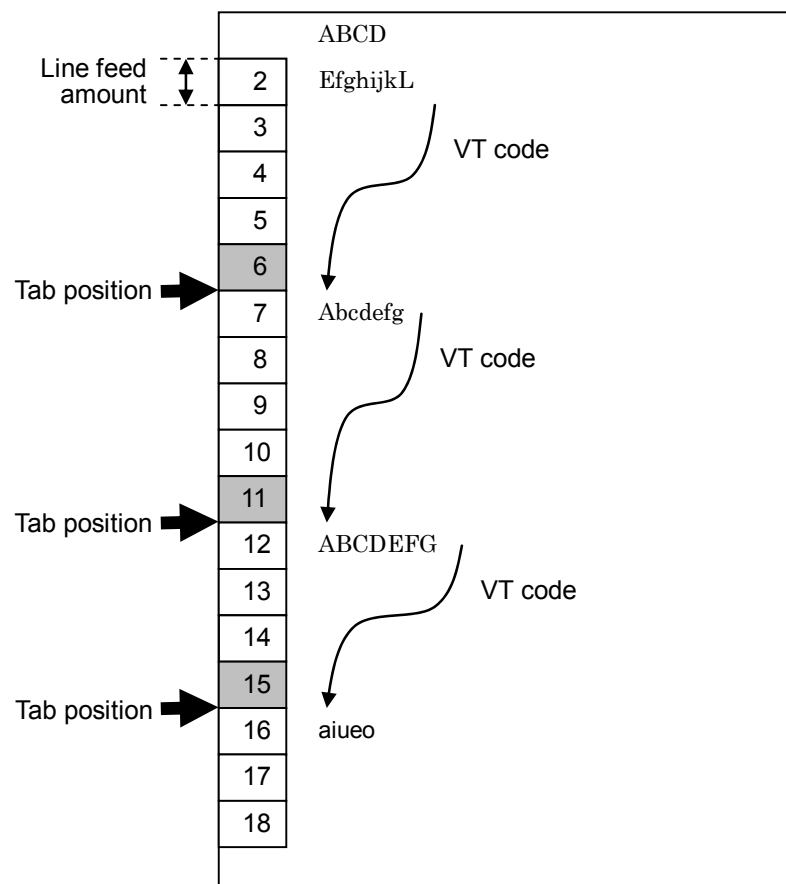 ABCD
Line feed amount
2 EfghijkL
3
VT code
4
5
6
Tab position
7 Abcdefg
8
VT code
9
10
11
Tab position
12 ABCDEFG
13
VT code
14
15
Tab position
16 aiueo
17
18